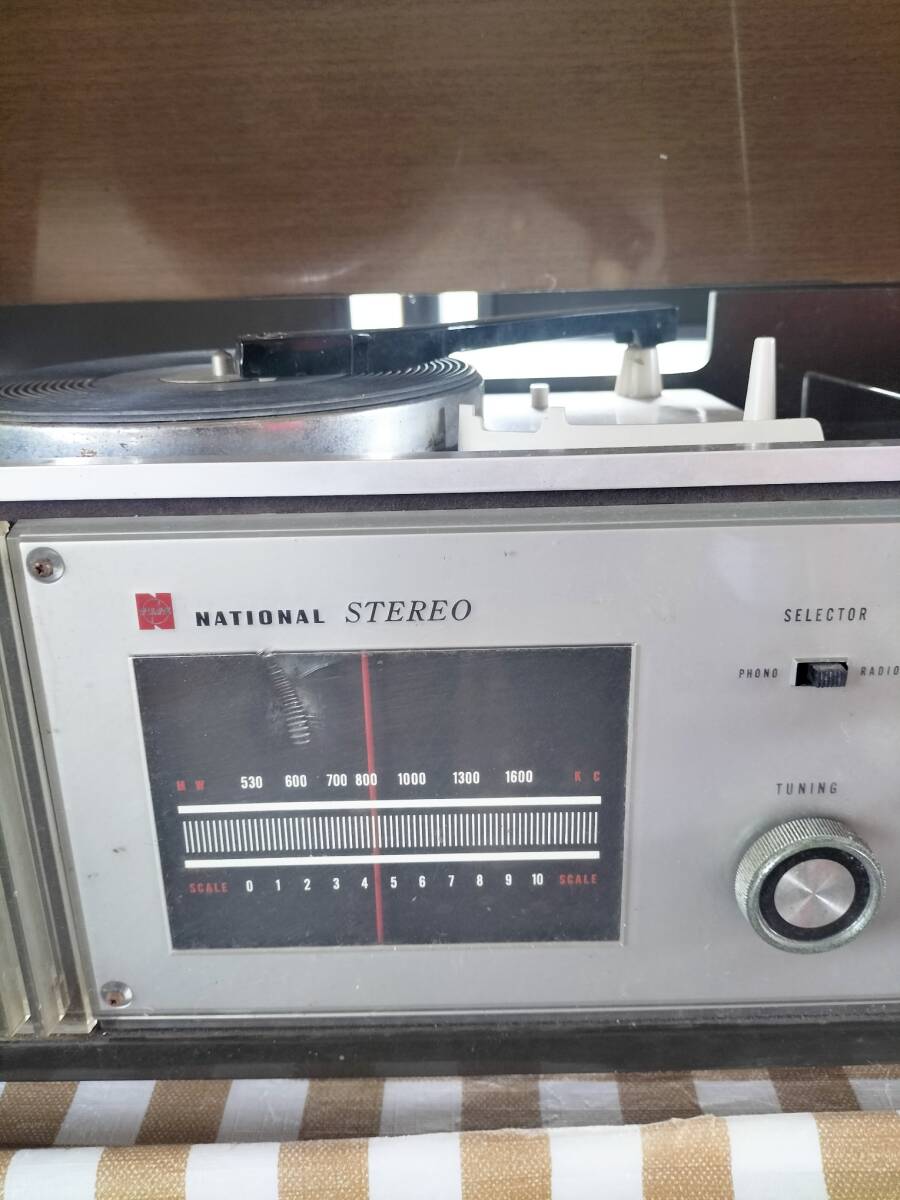 NATIONAL STEREO
SELECTOR
PHONO RADIO
MW 530 600 700 800 1000 1300 1600 KC
TUNING
SCALE 0 1 2 3 4 5 6 7 8 9 10 SCALE